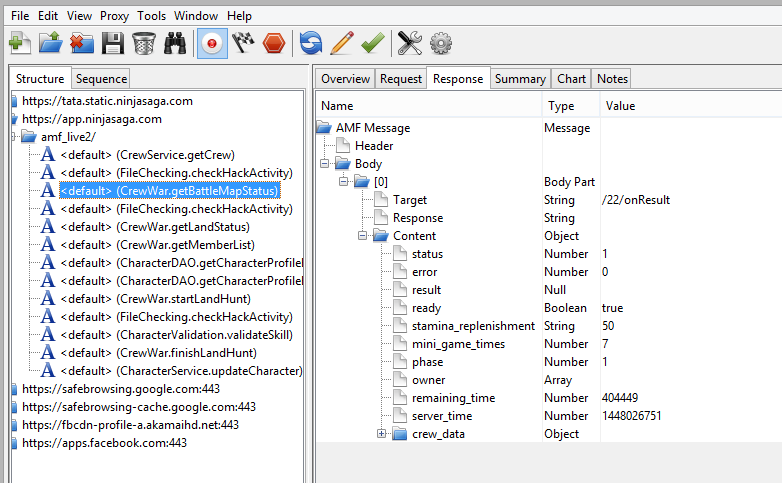 File Edit View Proxy Tools Window Help
Structure Sequence
https://tata.static.ninjasaga.com
https://app.ninjasaga.com
amf_live2/
<default> (CrewService.getCrew)
<default> (FileChecking.checkHackActivity)
<default> (CrewWar.getBattleMapStatus)
<default> (FileChecking.checkHackActivity)
<default> (CrewWar.getLandStatus)
<default> (CrewWar.getMemberList)
<default> (CharacterDAO.getCharacterProfile
<default> (CharacterDAO.getCharacterProfile
<default> (CrewWar.startLandHunt)
<default> (FileChecking.checkHackActivity)
<default> (CharacterValidation.validateSkill)
<default> (CrewWar.finishLandHunt)
<default> (CharacterService.updateCharacter)
https://safebrowsing.google.com:443
https://safebrowsing-cache.google.com:443
https://fbcdn-profile-a.akamaihd.net:443
https://apps.facebook.com:443
Overview Request Response Summary Chart Notes
Name Type Value
AMF Message Message
Header
Body
[0] Body Part
Target String /22/onResult
Response String
Content Object
status Number 1
error Number 0
result Null
ready Boolean true
stamina_replenishment String 50
mini_game_times Number 7
phase Number 1
owner Array
remaining_time Number 404449
server_time Number 1448026751
crew_data Object